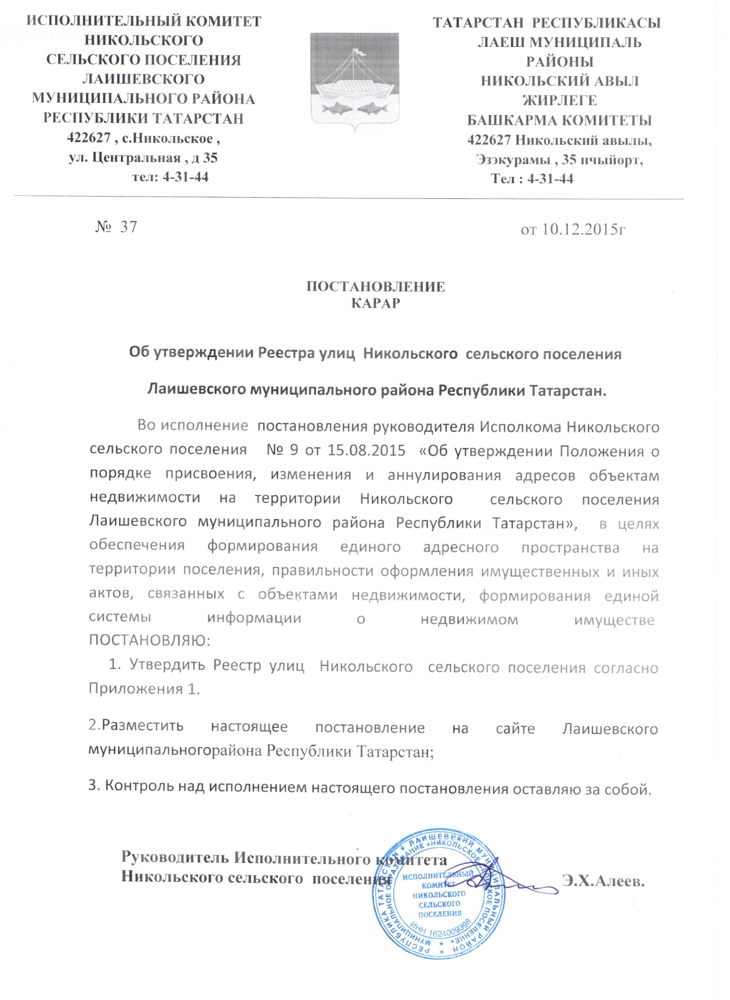 ИСПОЛНИТЕЛЬНЫЙ КОМИТЕТ
НИКОЛЬСКОГО
СЕЛЬСКОГО ПОСЕЛЕНИЯ
ЛАИШЕВСКОГО
МУНИЦИПАЛЬНОГО РАЙОНА
РЕСПУБЛИКИ ТАТАРСТАН
422627 , с.Никольское ,
ул. Центральная , д 35
тел: 4-31-44
ТАТАРСТАН РЕСПУБЛИКАСЫ
ЛАЕШ МУНИЦИПАЛЬ
РАЙОНЫ
НИКОЛЬСКИЙ АВЫЛ
ЖИРЛЕГЕ
БАШКАРМА КОМИТЕТЫ
422627 Никольский авылы,
Эзэкурамы , 35 нчыйорт,
Тел : 4-31-44
№ 37
от 10.12.2015г
ПОСТАНОВЛЕНИЕ
КАРАР
Об утверждении Реестра улиц Никольского сельского поселения
Лаишевского муниципального района Республики Татарстан.
Во исполнение постановления руководителя Исполкома Никольского
сельского поселения № 9 от 15.08.2015 «Об утверждении Положения о
порядке присвоения, изменения и аннулирования адресов объектам
недвижимости на территории Никольского сельского поселения
Лаишевского муниципального района Республики Татарстан», в целях
обеспечения формирования единого адресного пространства на
территории поселения, правильности оформления имущественных и иных
актов, связанных с объектами недвижимости, формирования единой
системы информации о недвижимом имуществе
ПОСТАНОВЛЯЮ:
1. Утвердить Реестр улиц Никольского сельского поселения согласно
Приложения 1.
2.Разместить настоящее постановление на сайте Лаишевского
муниципальногорайона Республики Татарстан;
3. Контроль над исполнением настоящего постановления оставляю за собой.
Руководитель Исполнительного комитета
Никольского сельского поселения
Э.Х.Алеев.
РЕСПУБЛИКА ТАТАРСТАН * ЛАИШЕВСКИЙ МУНИЦИПАЛЬНЫЙ РАЙОН *
МУНИЦИПАЛЬНОЕ ОБРАЗОВАНИЕ «НИКОЛЬСКОЕ СЕЛЬСКОЕ ПОСЕЛЕНИЕ» *
ИСПОЛНИТЕЛЬНЫЙ
КОМИТЕТ
НИКОЛЬСКОГО
СЕЛЬСКОГО
ПОСЕЛЕНИЯ
ИНН 1624009398